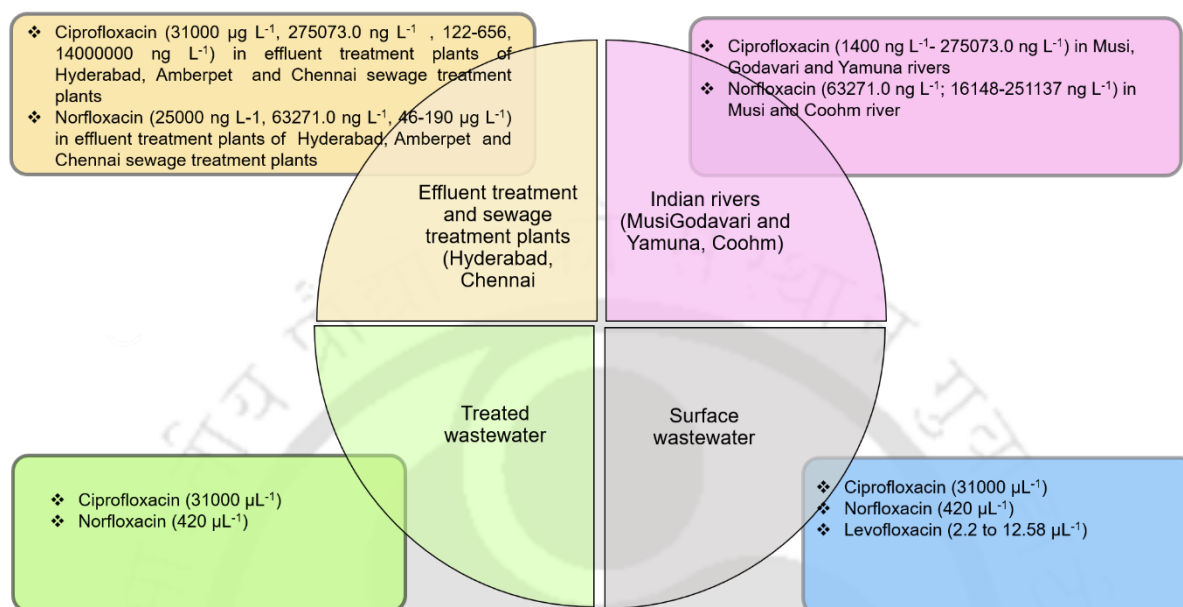 ❖ Ciprofloxacin (31000 µg L⁻¹, 275073.0 ng L⁻¹ , 122-656,
14000000 ng L⁻¹) in effluent treatment plants of
Hyderabad, Amberpet and Chennai sewage treatment
plants
❖ Norfloxacin (25000 ng L-1, 63271.0 ng L⁻¹, 46-190 µg L⁻¹)
in effluent treatment plants of Hyderabad, Amberpet and
Chennai sewage treatment plants
❖ Ciprofloxacin (1400 ng L⁻¹- 275073.0 ng L⁻¹) in Musi,
Godavari and Yamuna rivers
❖ Norfloxacin (63271.0 ng L⁻¹; 16148-251137 ng L⁻¹) in
Musi and Coohm river
Effluent treatment
and sewage
treatment plants
(Hyderabad,
Chennai
Indian rivers
(MusiGodavari and
Yamuna, Coohm)
Treated
wastewater
Surface
wastewater
❖ Ciprofloxacin (31000 µL⁻¹)
❖ Norfloxacin (420 µL⁻¹)
❖ Ciprofloxacin (31000 µL⁻¹)
❖ Norfloxacin (420 µL⁻¹)
❖ Levofloxacin (2.2 to 12.58 µL⁻¹)